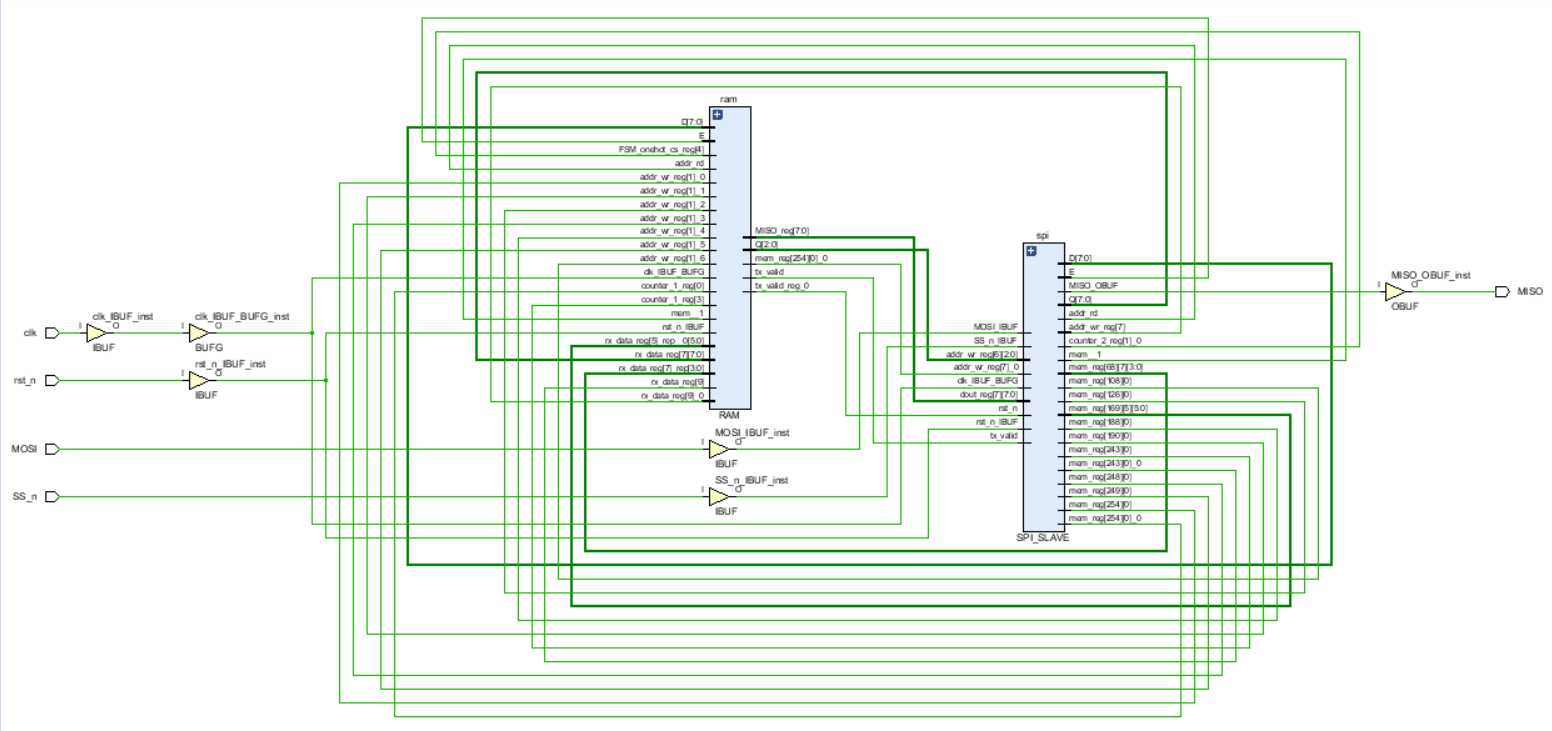 ram
D[7:0]
E
FSM_onehot_cs_reg[4]
addr_rd
addr_wr_reg[1]_0
addr_wr_reg[1]_1
addr_wr_reg[1]_2
addr_wr_reg[1]_3
addr_wr_reg[1]_4
addr_wr_reg[1]_5
addr_wr_reg[1]_6
clk_IBUF_BUFG
counter_1_reg[0]
counter_1_reg[3]
mem__1
rst_n_IBUF
rx_data_reg[5]_rep__0[5:0]
rx_data_reg[7][7:0]
rx_data_reg[7]_rep[3:0]
rx_data_reg[9]
rx_data_reg[9]_0
MISO_reg[7:0]
Q[2:0]
mem_reg[254][0]_0
tx_valid
tx_valid_reg_0
RAM
spi
MOSI_IBUF
SS_n_IBUF
addr_wr_reg[6][2:0]
addr_wr_reg[7]_0
clk_IBUF_BUFG
dout_reg[7][7:0]
rst_n
rst_n_IBUF
tx_valid
D[7:0]
E
MISO_OBUF
Q[7:0]
addr_rd
addr_wr_reg[7]
counter_2_reg[1]_0
mem__1
mem_reg[68][7][3:0]
mem_reg[108][0]
mem_reg[126][0]
mem_reg[169][5][5:0]
mem_reg[188][0]
mem_reg[190][0]
mem_reg[243][0]
mem_reg[243][0]_0
mem_reg[248][0]
mem_reg[249][0]
mem_reg[254][0]
mem_reg[254][0]_0
SPI_SLAVE
MISO_OBUF_inst
I
O
OBUF
MISO
clk
clk_IBUF_inst
I
O
IBUF
clk_IBUF_BUFG_inst
I
O
BUFG
rst_n
rst_n_IBUF_inst
I
O
IBUF
MOSI
MOSI_IBUF_inst
I
O
IBUF
SS_n
SS_n_IBUF_inst
I
O
IBUF